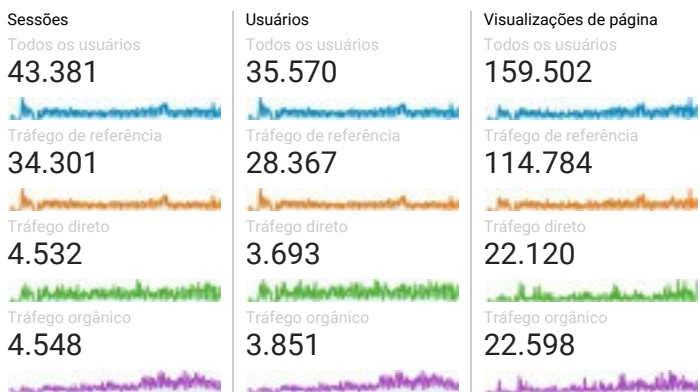 Sessões
Todos os usuários
43.381
Tráfego de referência
34.301
Tráfego direto
4.532
Tráfego orgânico
4.548
Usuários
Todos os usuários
35.570
Tráfego de referência
28.367
Tráfego direto
3.693
Tráfego orgânico
3.851
Visualizações de página
Todos os usuários
159.502
Tráfego de referência
114.784
Tráfego direto
22.120
Tráfego orgânico
22.598